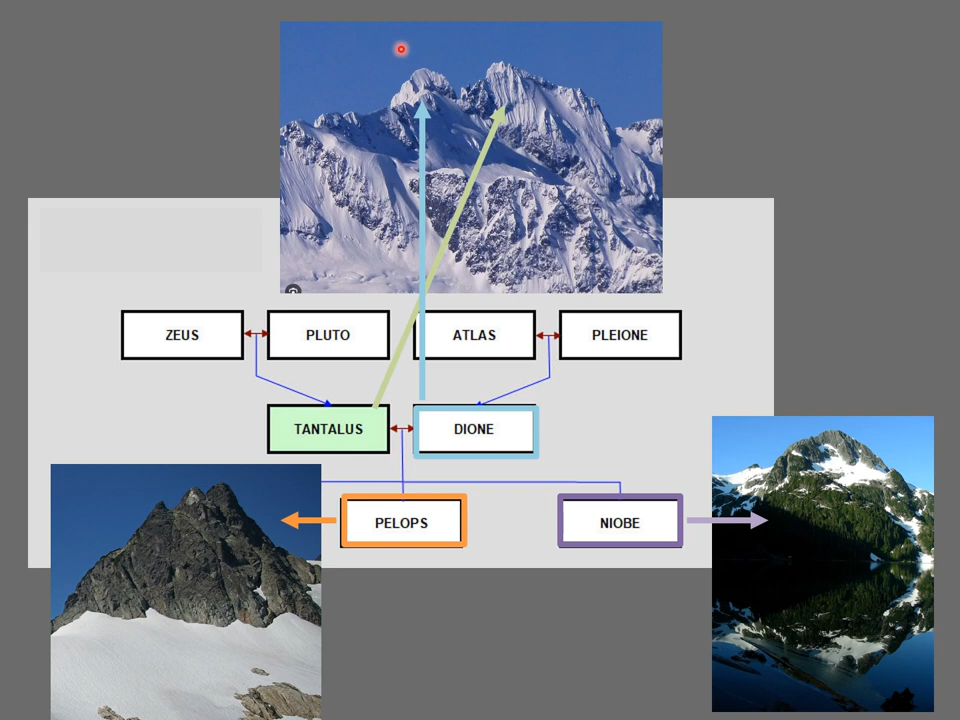 ZEUS
PLUTO
ATLAS
PLEIONE
TANTALUS
DIONE
PELOPS
NIOBE